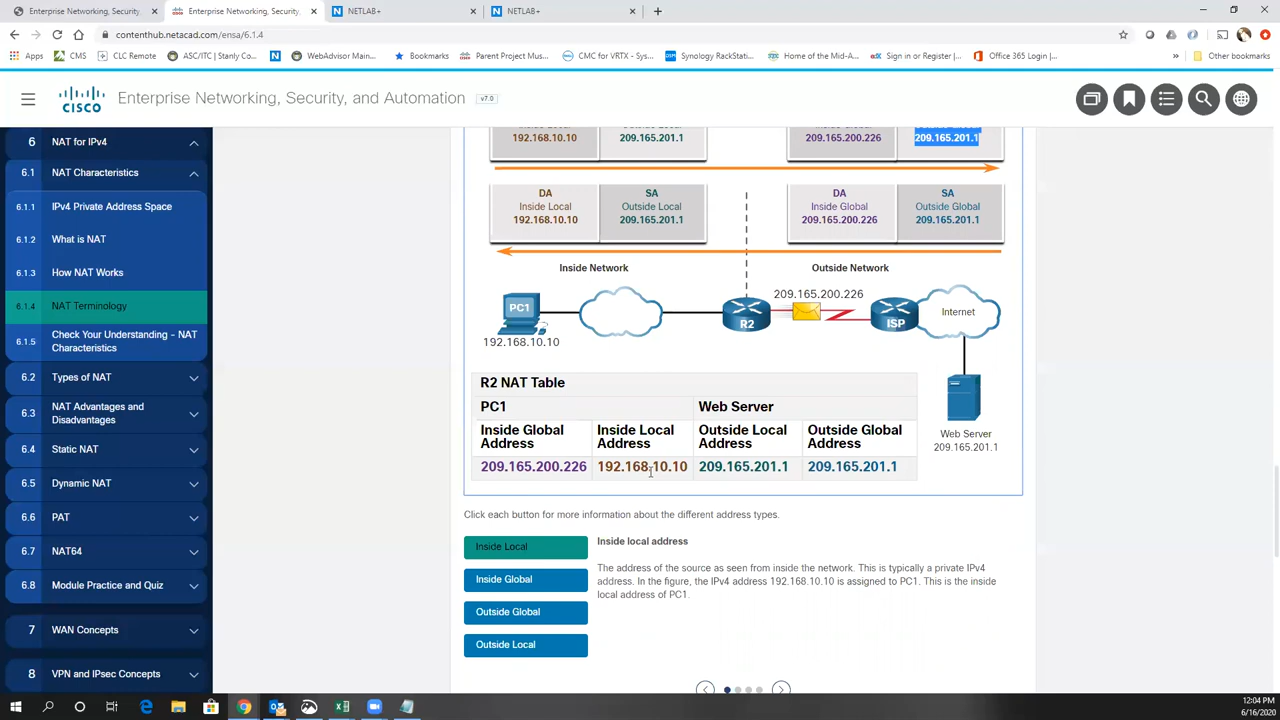 Enterprise Networking, Security, a
Enterprise Networking, Security, a
NETLAB+
NETLAB+
contenthub.netacad.com/ensa/6.1.4
Apps
CMS
CLC Remote
ASC/ITC | Stanly Co...
WebAdvisor Main...
Bookmarks
Parent Project Mus...
CMC for VRTX - Sys...
Synology RackStati...
Home of the Mid-A...
Sign in or Register |...
Office 365 Login |...
»
Other bookmarks
CISCO
Enterprise Networking, Security, and Automation
v7.0
6 NAT for IPv4
6.1 NAT Characteristics
6.1.1 IPv4 Private Address Space
6.1.2 What is NAT
6.1.3 How NAT Works
6.1.4 NAT Terminology
6.1.5 Check Your Understanding - NAT
Characteristics
6.2 Types of NAT
6.3 NAT Advantages and
Disadvantages
6.4 Static NAT
6.5 Dynamic NAT
6.6 PAT
6.7 NAT64
6.8 Module Practice and Quiz
7 WAN Concepts
8 VPN and IPsec Concepts
192.168.10.10 209.165.201.1 209.165.200.226 209.165.201.1
DA SA DA SA
Inside Local Outside Local Inside Global Outside Global
192.168.10.10 209.165.201.1 209.165.200.226 209.165.201.1
Inside Network Outside Network
209.165.200.226
PC1 R2 ISP Internet
192.168.10.10
R2 NAT Table
PC1 Web Server
Inside Global Inside Local Outside Local Outside Global
Address Address Address Address
209.165.200.226 192.168.10.10 209.165.201.1 209.165.201.1
Web Server
209.165.201.1
Click each button for more information about the different address types.
Inside Local
Inside Global
Outside Global
Outside Local
Inside local address
The address of the source as seen from inside the network. This is typically a private IPv4
address. In the figure, the IPv4 address 192.168.10.10 is assigned to PC1. This is the inside
local address of PC1.
12:04 PM
6/16/2020